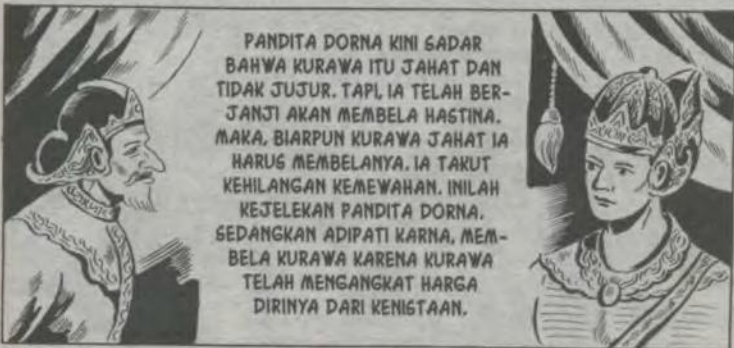 PANDITA DORNA KINI SADAR
BAHWA KURAWA ITU JAHAT DAN
TIDAK JUJUR. TAPI, IA TELAH BER-
JANJI AKAN MEMBELA HASTINA.
MAKA, BIARPUN KURAWA JAHAT IA
HARUS MEMBELANYA. IA TAKUT
KEHILANGAN KEMEWAHAN. INILAH
KEJELEKAN PANDITA DORNA.
SEDANGKAN ADIPATI KARNA, MEM-
BELA KURAWA KARENA KURAWA
TELAH MENGANGKAT HARGA
DIRINYA DARI KENISTAAN.